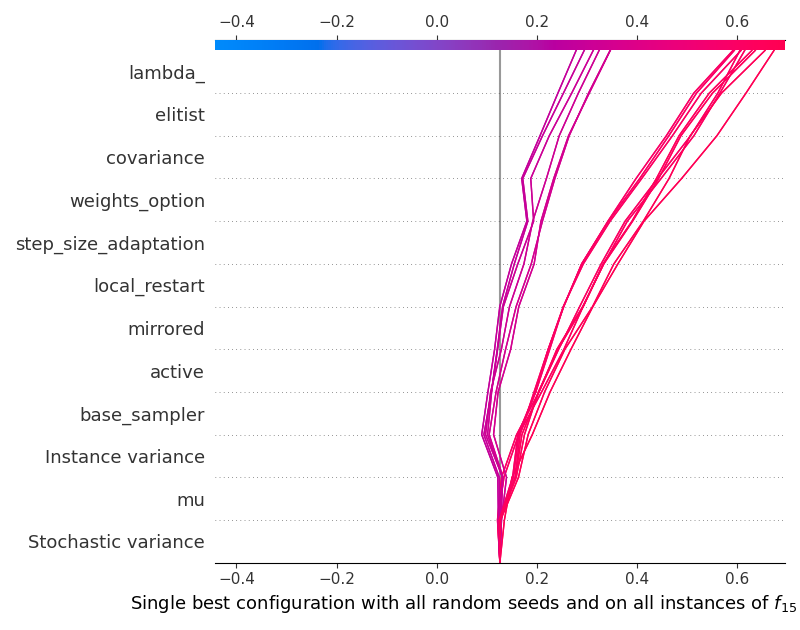 −0.4 −0.2 0.0 0.2 0.4 0.6
lambda_
elitist
covariance
weights_option
step_size_adaptation
local_restart
mirrored
active
base_sampler
Instance variance
mu
Stochastic variance
−0.4 −0.2 0.0 0.2 0.4 0.6
Single best configuration with all random seeds and on all instances of f₁₅